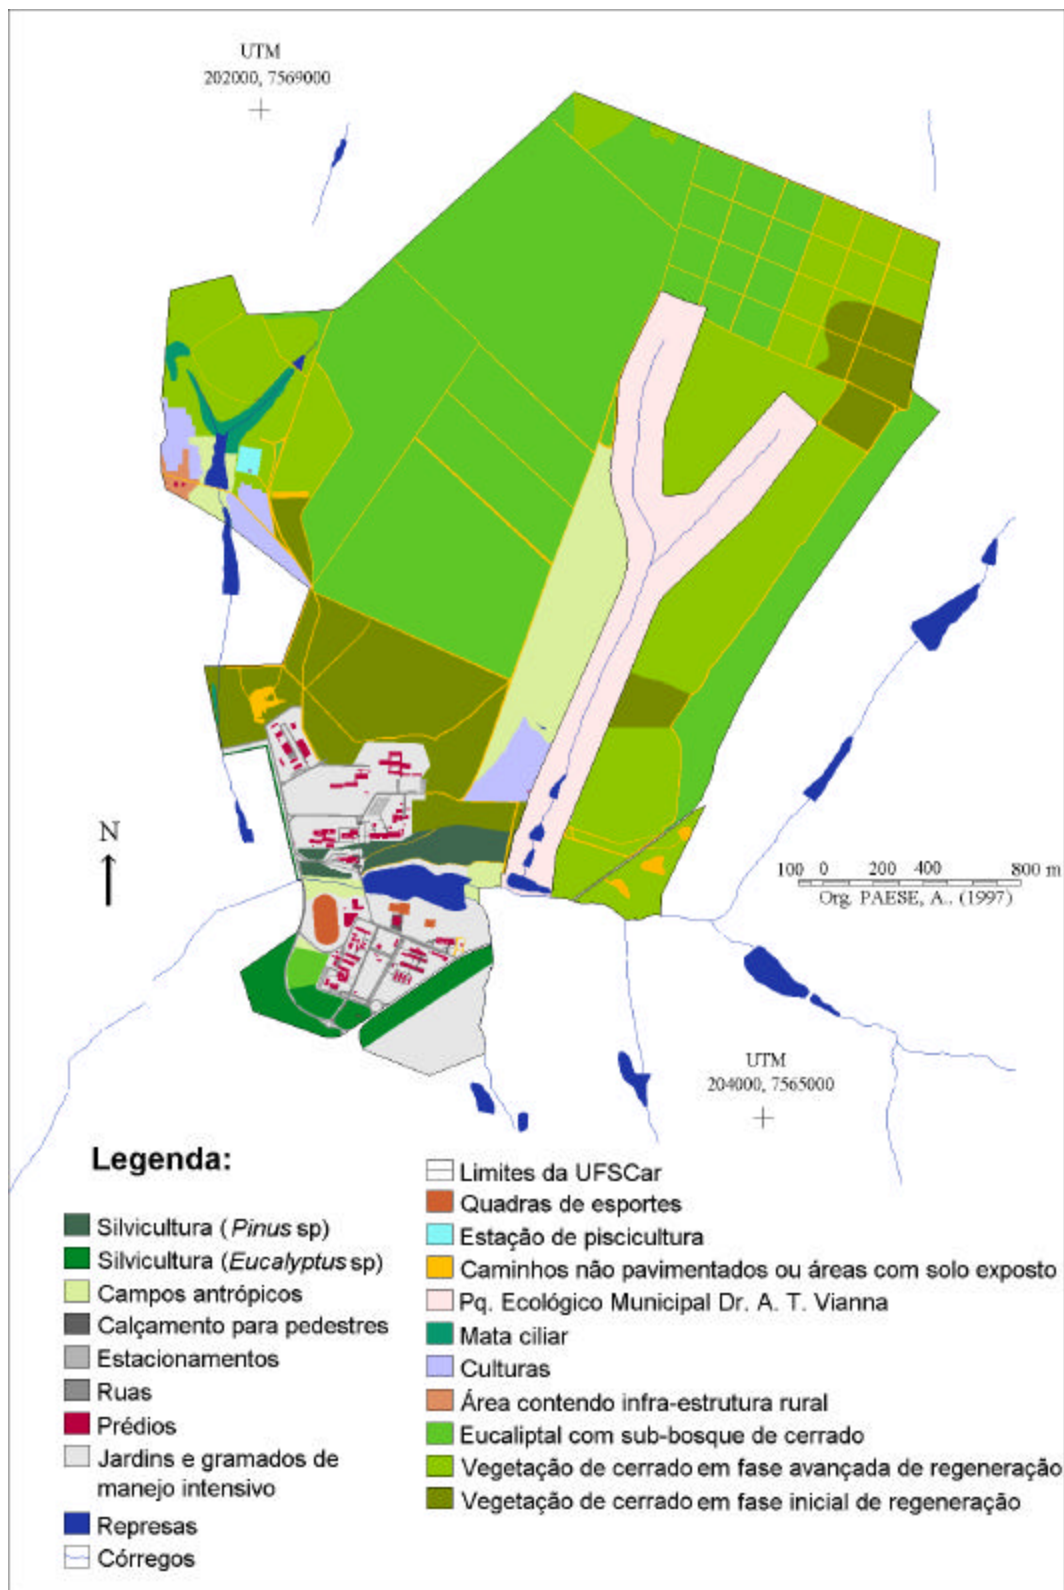 UTM
202000, 7569000
N
100 0 200 400 800 m
Org. PAESE, A.. (1997)
UTM
204000, 7565000
Legenda:
Silvicultura (Pinus sp)
Silvicultura (Eucalyptus sp)
Campos antrópicos
Calçamento para pedestres
Estacionamentos
Ruas
Prédios
Jardins e gramados de
manejo intensivo
Represas
Córregos
Limites da UFSCar
Quadras de esportes
Estação de piscicultura
Caminhos não pavimentados ou áreas com solo exposto
Pq. Ecológico Municipal Dr. A. T. Vianna
Mata ciliar
Culturas
Área contendo infra-estrutura rural
Eucaliptal com sub-bosque de cerrado
Vegetação de cerrado em fase avançada de regeneração
Vegetação de cerrado em fase inicial de regeneração